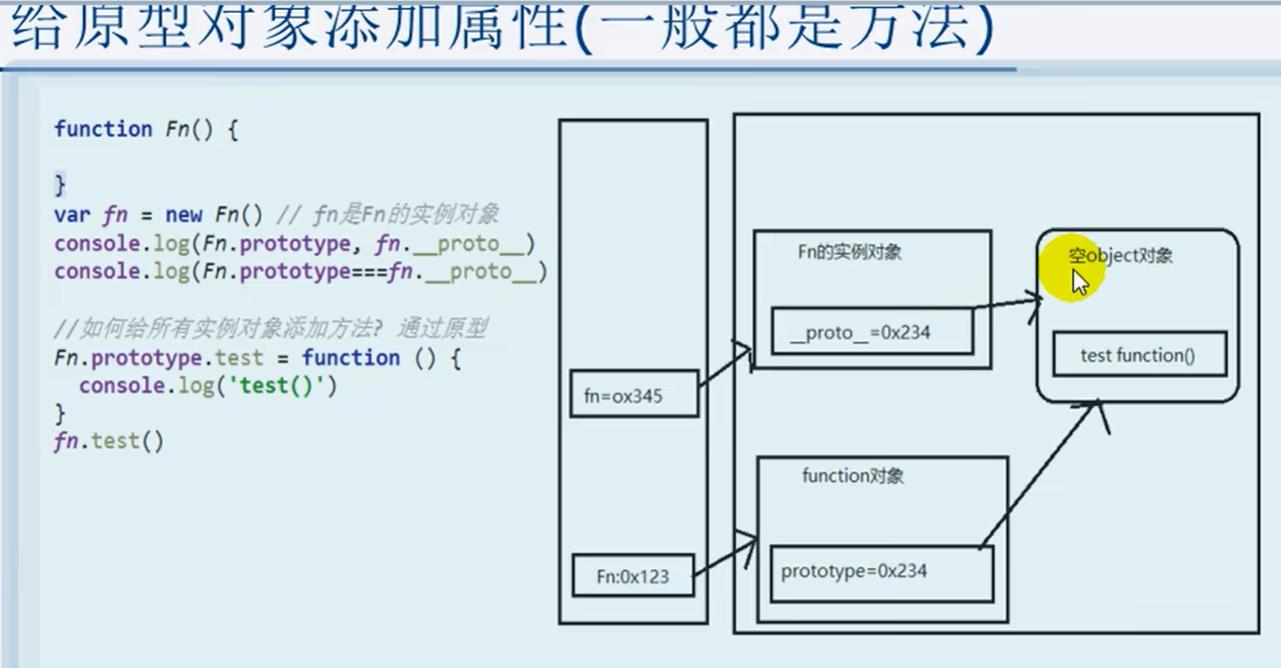 给原型对象添加属性(一般都是方法)
function Fn() {
}
var fn = new Fn() // fn是Fn的实例对象
console.log(Fn.prototype, fn.__proto__)
console.log(Fn.prototype===fn.__proto__)
//如何给所有实例对象添加方法? 通过原型
Fn.prototype.test = function () {
console.log('test()')
}
fn.test()
fn=ox345
Fn:0x123
Fn的实例对象
__proto__=0x234
function对象
prototype=0x234
空object对象
test function()